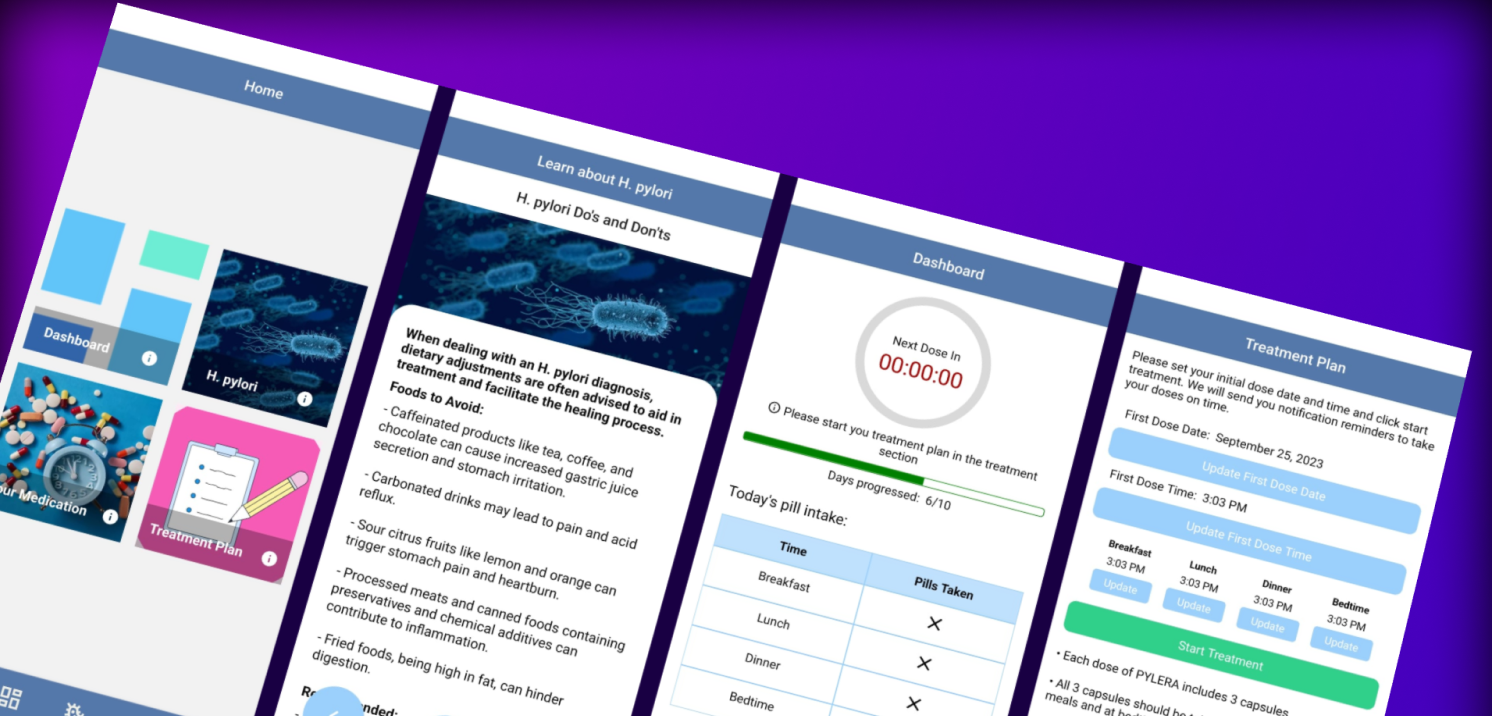 Home
Dashboard
H. pylori
our Medication
Treatment Plan
Learn about H. pylori
H. pylori Do's and Don'ts
When dealing with an H. pylori diagnosis,
dietary adjustments are often advised to aid in
treatment and facilitate the healing process.
Foods to Avoid:
- Caffeinated products like tea, coffee, and
chocolate can cause increased gastric juice
secretion and stomach irritation.
- Carbonated drinks may lead to pain and acid
reflux.
- Sour citrus fruits like lemon and orange can
trigger stomach pain and heartburn.
- Processed meats and canned foods containing
preservatives and chemical additives can
contribute to inflammation.
- Fried foods, being high in fat, can hinder
digestion.
Dashboard
Next Dose In
00:00:00
Please start you treatment plan in the treatment
section
Days progressed: 6/10
Today's pill intake:
Time Pills Taken
Breakfast
Lunch
Dinner
Bedtime
Treatment Plan
Please set your initial dose date and time and click start
treatment. We will send you notification reminders to take
your doses on time.
First Dose Date: September 25, 2023
Update First Dose Date
First Dose Time: 3:03 PM
Update First Dose Time
Breakfast Lunch Dinner Bedtime
3:03 PM 3:03 PM 3:03 PM 3:03 PM
Update Update Update Update
Start Treatment
• Each dose of PYLERA includes 3 capsules
• All 3 capsules should be
meals and at